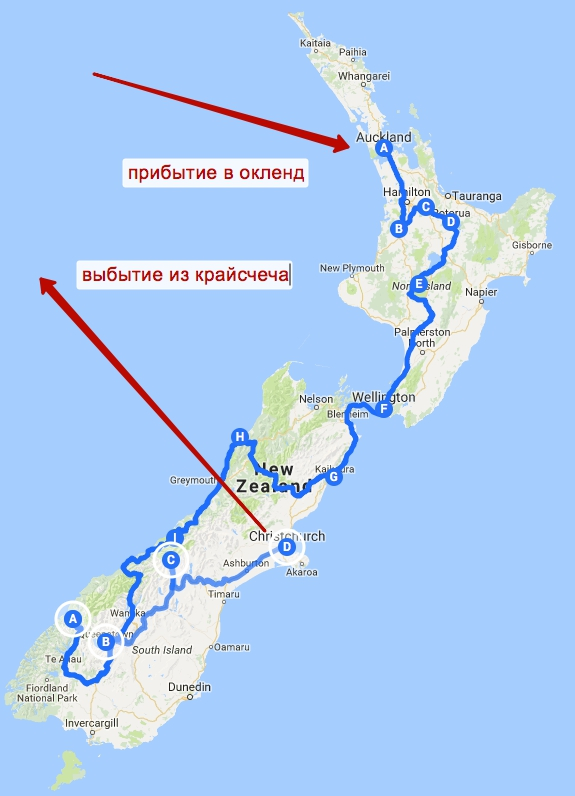 Kaitaia
Paihia
Whangarei
Auckland
A
прибытие в окленд
Hamilton
Tauranga
C
Rotorua
D
B
Gisborne
выбытие из крайсчеча
New Plymouth
E
North Island
Napier
Palmerston
North
Nelson
Wellington
F
Blenheim
H
New
Zealand
Kaikoura
G
Greymouth
I
Christchurch
D
C
Ashburton
Akaroa
Timaru
Wanaka
A
Queenstown
B
South Island
Oamaru
Te Anau
Fiordland
National Park
Dunedin
Invercargill